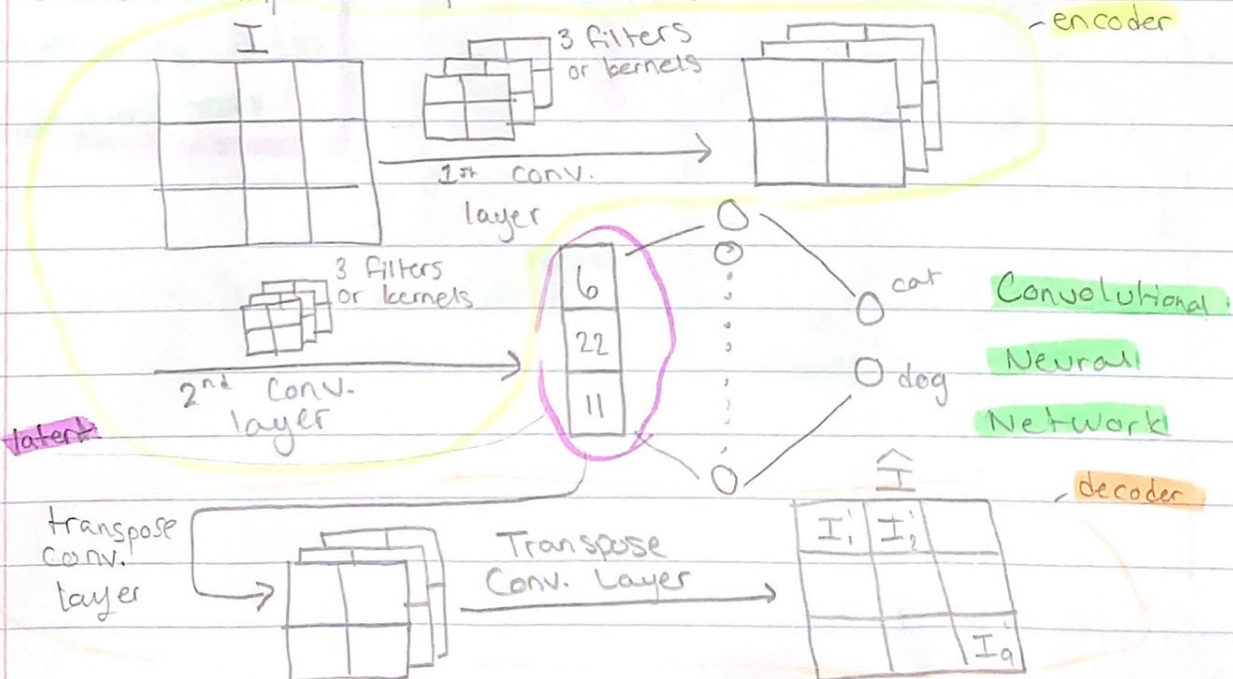 I
3 filters
or kernels
- encoder
1st conv.
layer
3 filters
or kernels
2nd Conv.
layer
6
22
11
cat
dog
Convolutional
Neural
Network
latent
- decoder
Î
transpose
conv.
layer
Transpose
Conv. Layer
I'₁ I'₂
I'₉